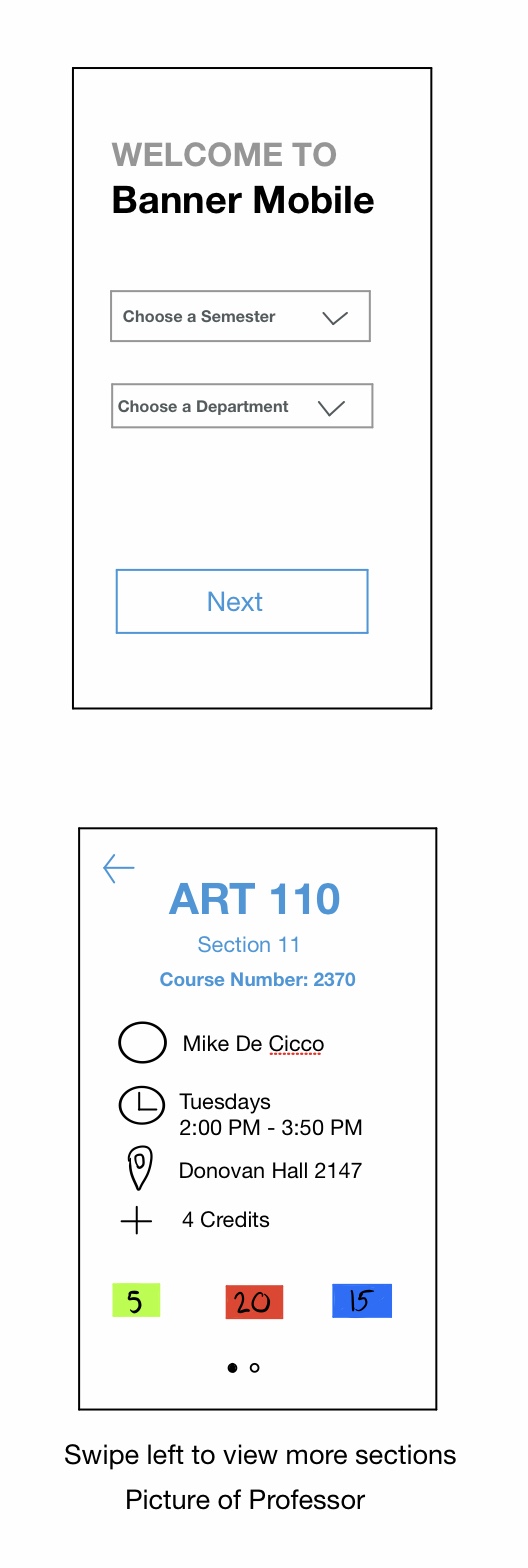 WELCOME TO
Banner Mobile
Choose a Semester
Choose a Department
Next
ART 110
Section 11
Course Number: 2370
Mike De Cicco
Tuesdays
2:00 PM - 3:50 PM
Donovan Hall 2147
4 Credits
5 20 15
Swipe left to view more sections
Picture of Professor